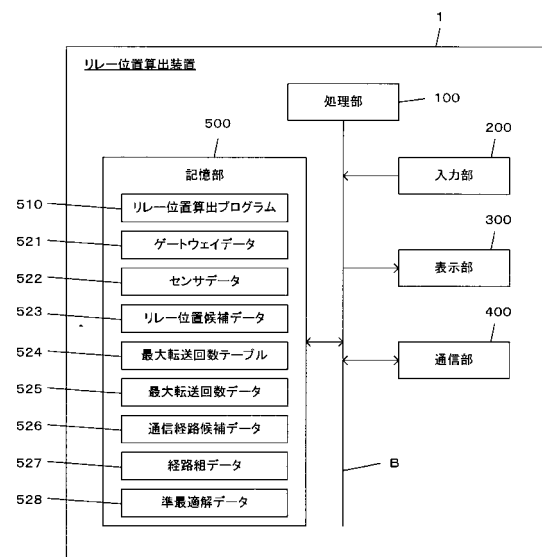 1
リレー位置算出装置
処理部
100
500
記憶部
200
入力部
510
リレー位置算出プログラム
521
ゲートウェイデータ
300
表示部
522
センサデータ
523
リレー位置候補データ
400
通信部
524
最大転送回数テーブル
525
最大転送回数データ
526
通信経路候補データ
527
経路組データ
B
528
準最適解データ